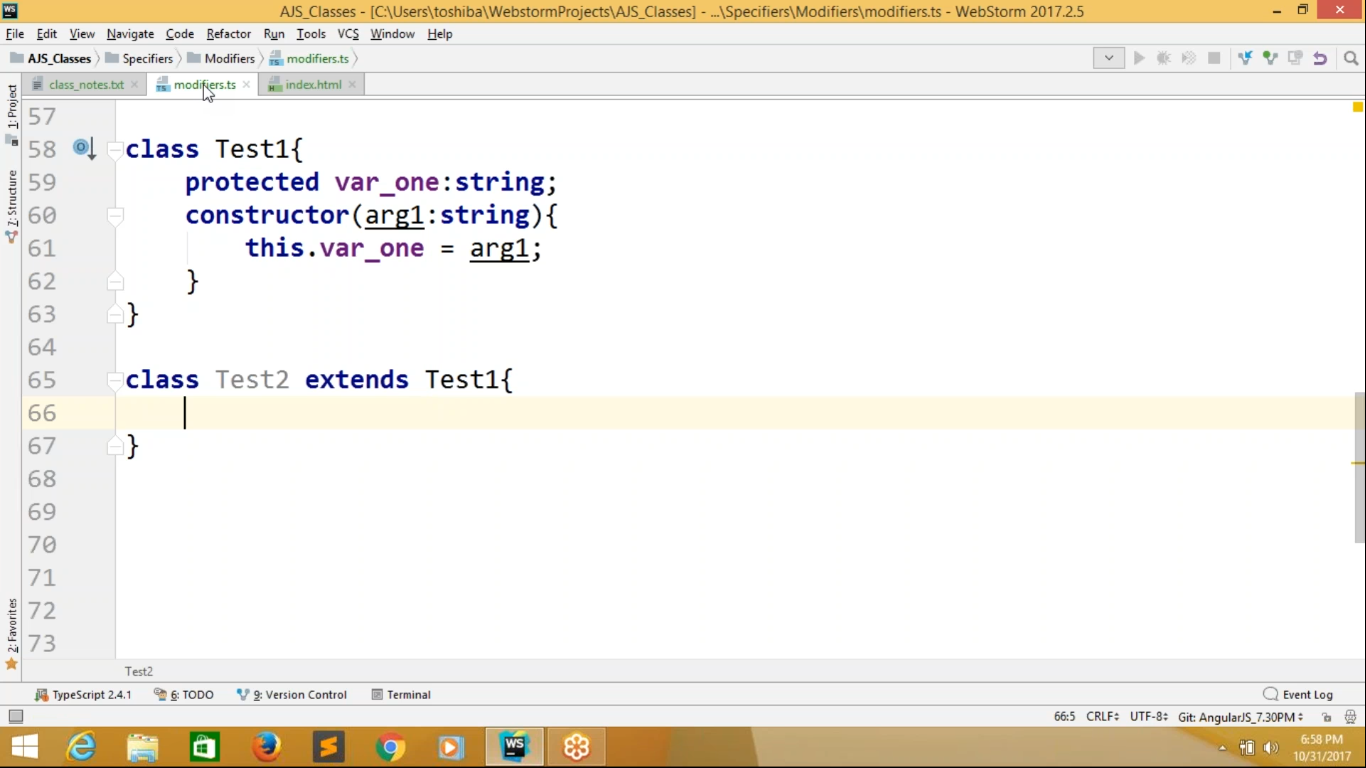 WS AJS_Classes - [C:\Users\toshiba\WebstormProjects\AJS_Classes] - ...\Specifiers\Modifiers\modifiers.ts - WebStorm 2017.2.5
File Edit View Navigate Code Refactor Run Tools VCS Window Help
AJS_Classes Specifiers Modifiers modifiers.ts
class_notes.txt modifiers.ts index.html
1: Project
Z: Structure
2: Favorites
57
58 class Test1{
59 protected var_one:string;
60 constructor(arg1:string){
61 this.var_one = arg1;
62 }
63 }
64
65 class Test2 extends Test1{
66
67 }
68
69
70
71
72
73
Test2
TypeScript 2.4.1 6: TODO 9: Version Control Terminal Event Log
66:5 CRLF UTF-8 Git: AngularJS_7.30PM
WS 6:58 PM
10/31/2017